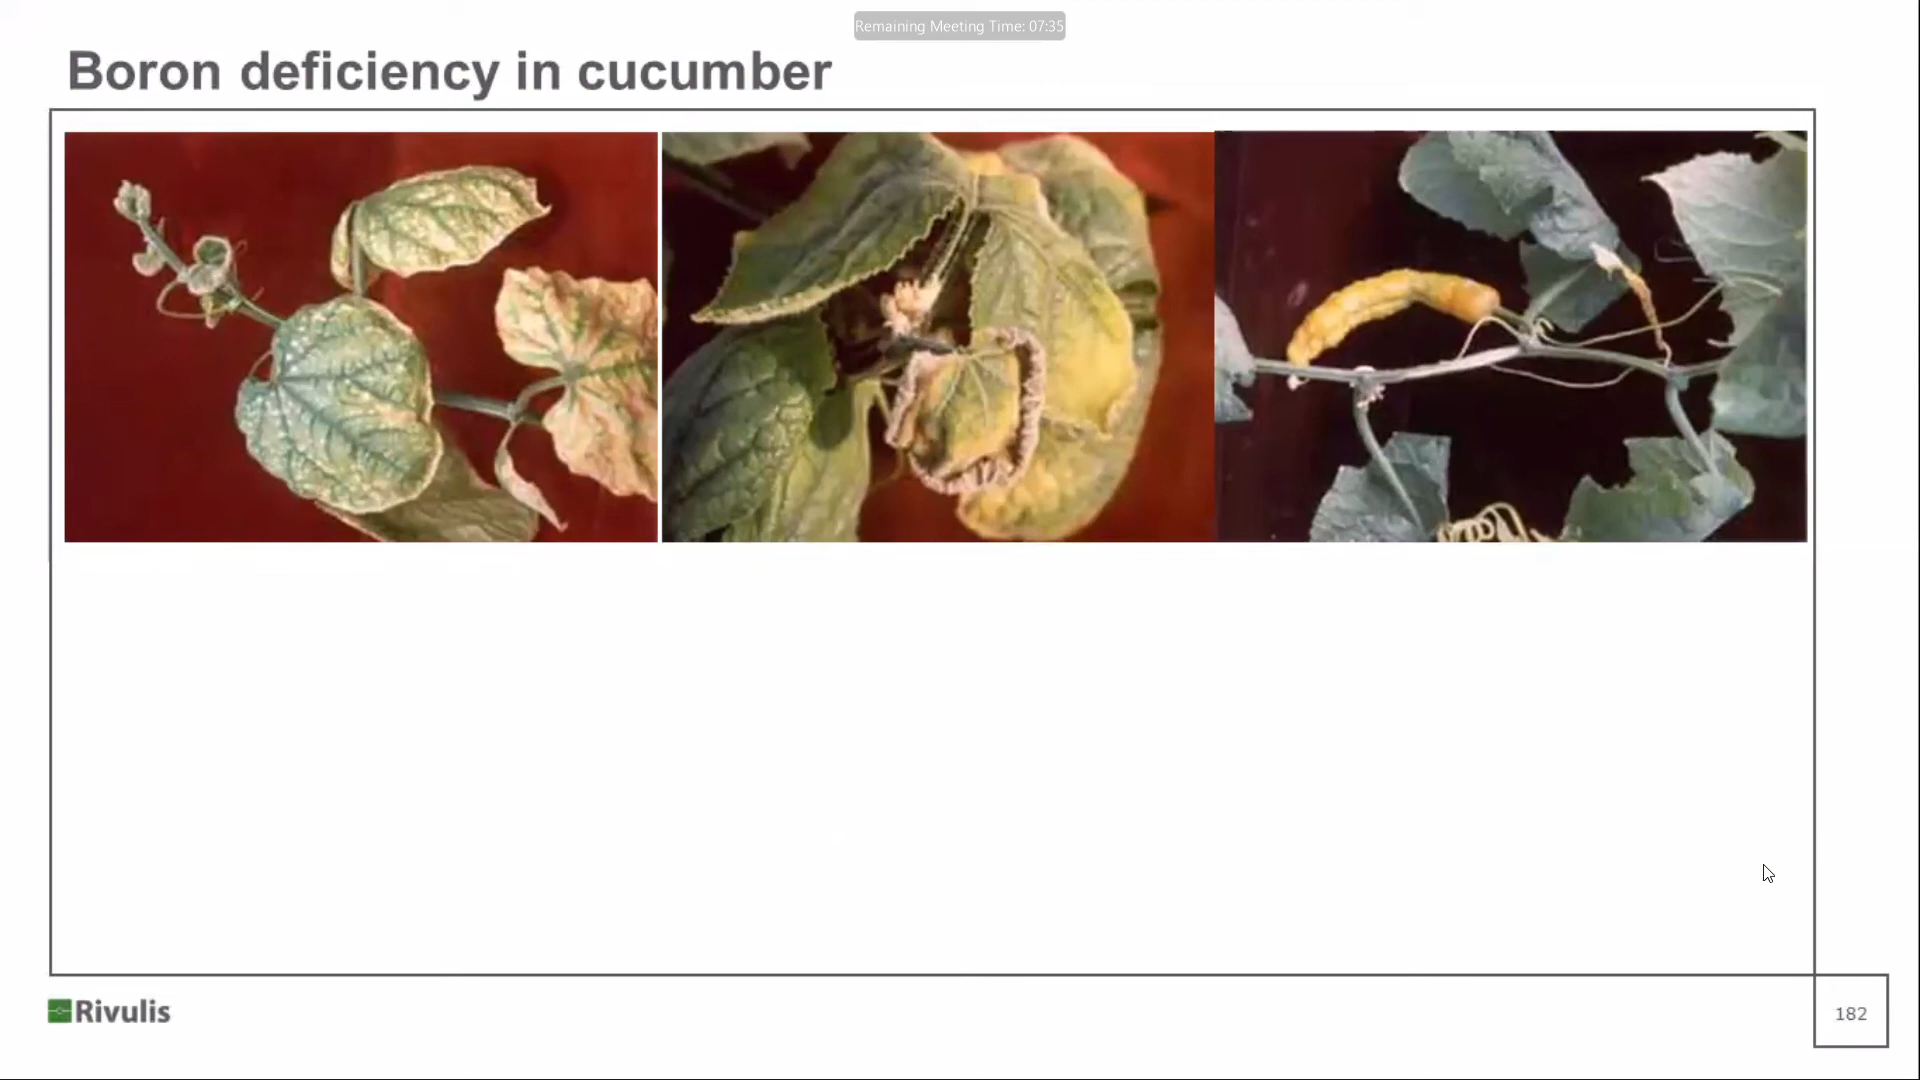 Remaining Meeting Time: 07:35
Boron deficiency in cucumber
Rivulis
182